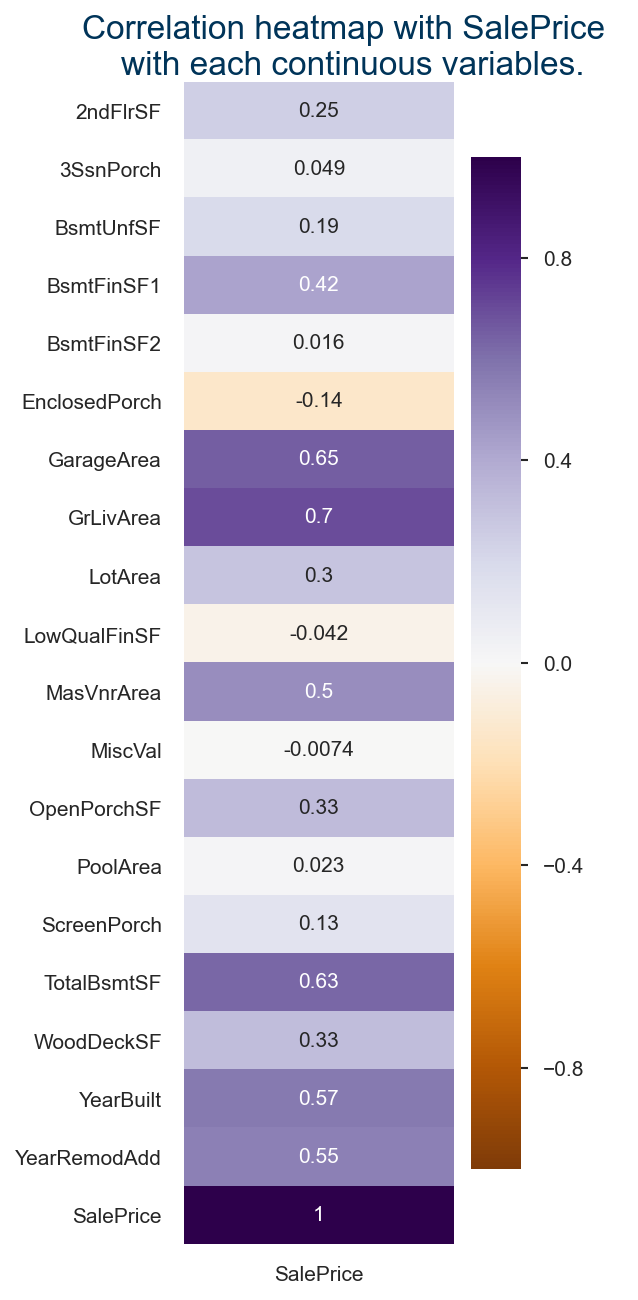 Correlation heatmap with SalePrice
with each continuous variables.
2ndFlrSF 0.25
3SsnPorch 0.049
BsmtUnfSF 0.19
BsmtFinSF1 0.42
BsmtFinSF2 0.016
EnclosedPorch -0.14
GarageArea 0.65
GrLivArea 0.7
LotArea 0.3
LowQualFinSF -0.042
MasVnrArea 0.5
MiscVal -0.0074
OpenPorchSF 0.33
PoolArea 0.023
ScreenPorch 0.13
TotalBsmtSF 0.63
WoodDeckSF 0.33
YearBuilt 0.57
YearRemodAdd 0.55
SalePrice 1
SalePrice
0.8
0.4
0.0
−0.4
−0.8